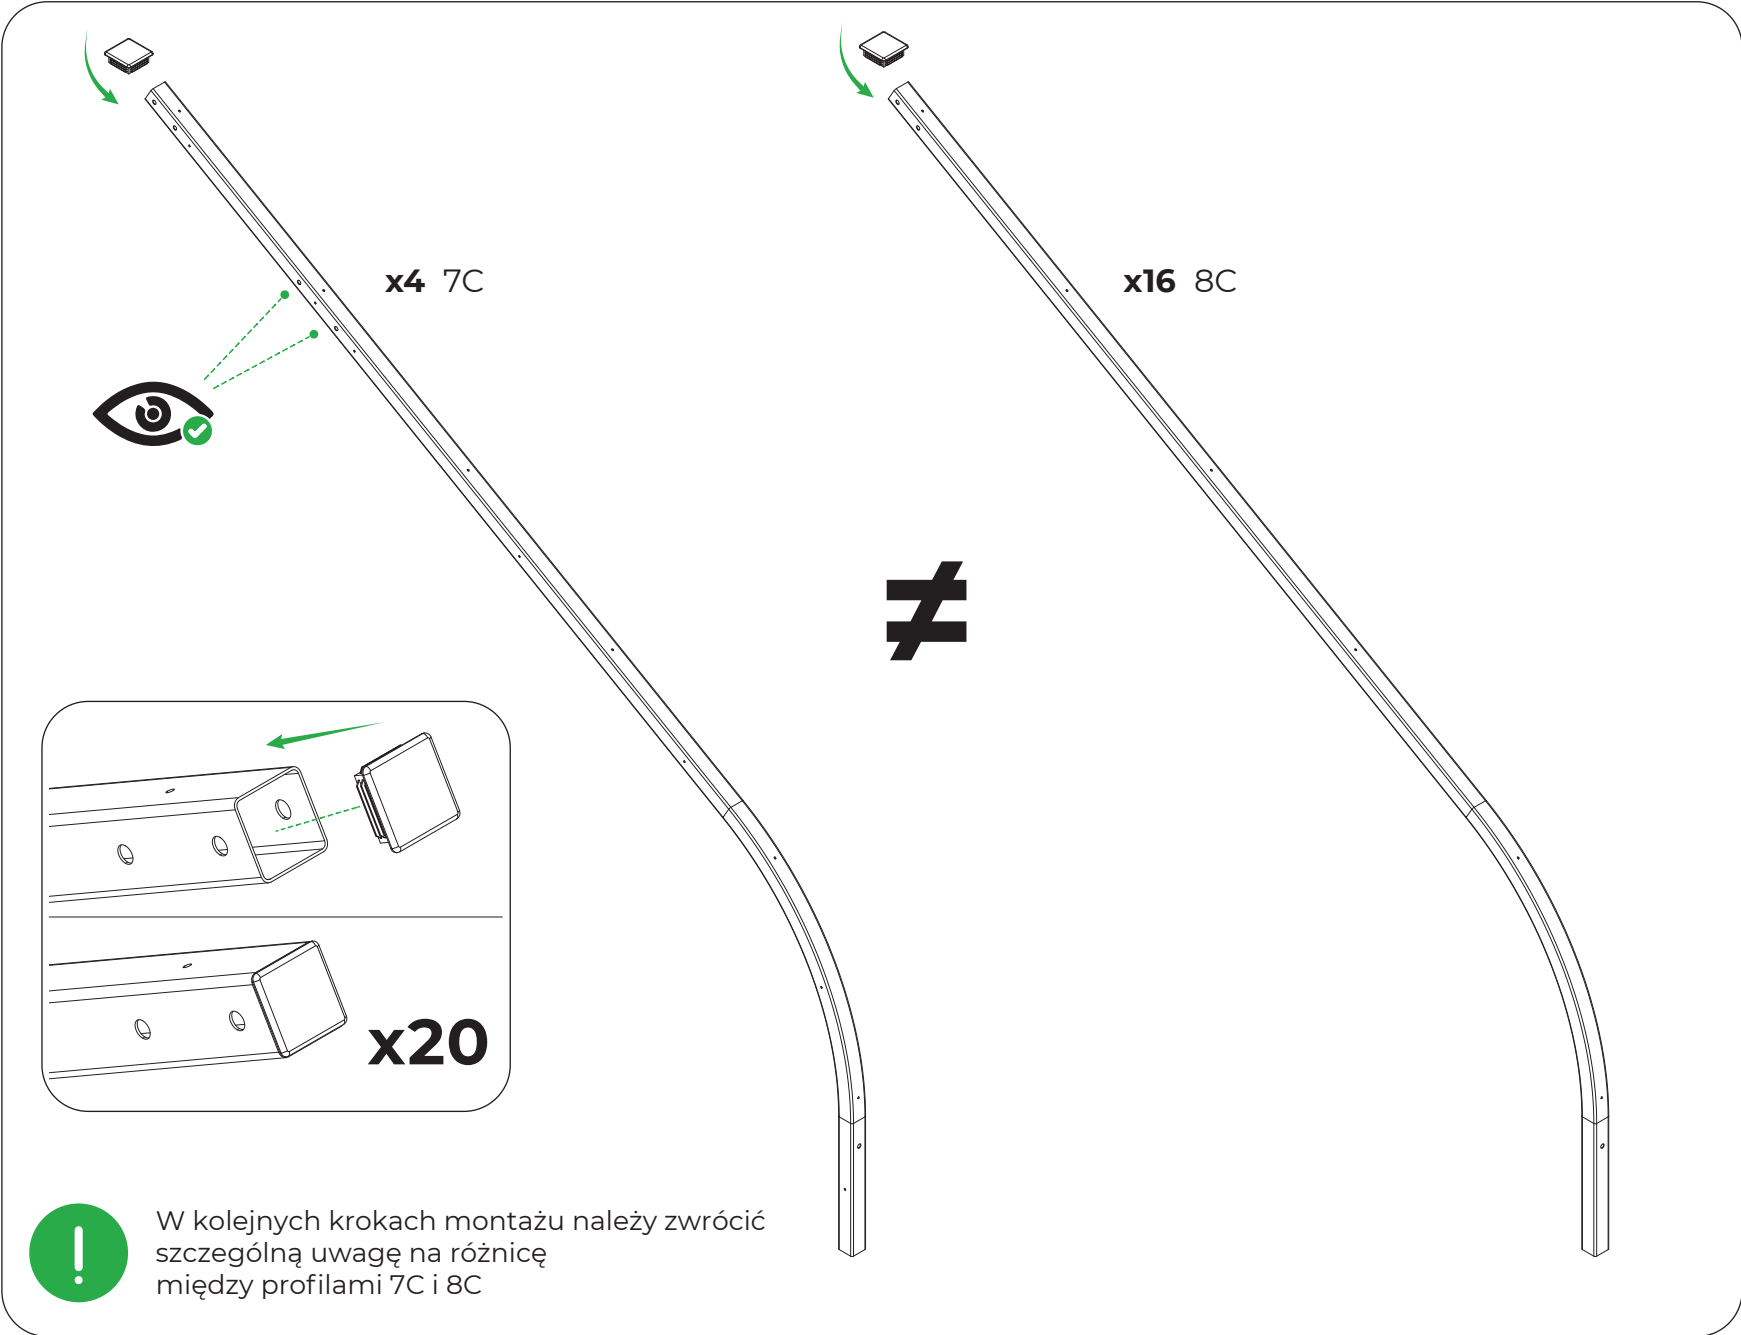 x4 7C
x16 8C
≠
x20
!
W kolejnych krokach montażu należy zwrócić
szczególną uwagę na różnicę
między profilami 7C i 8C